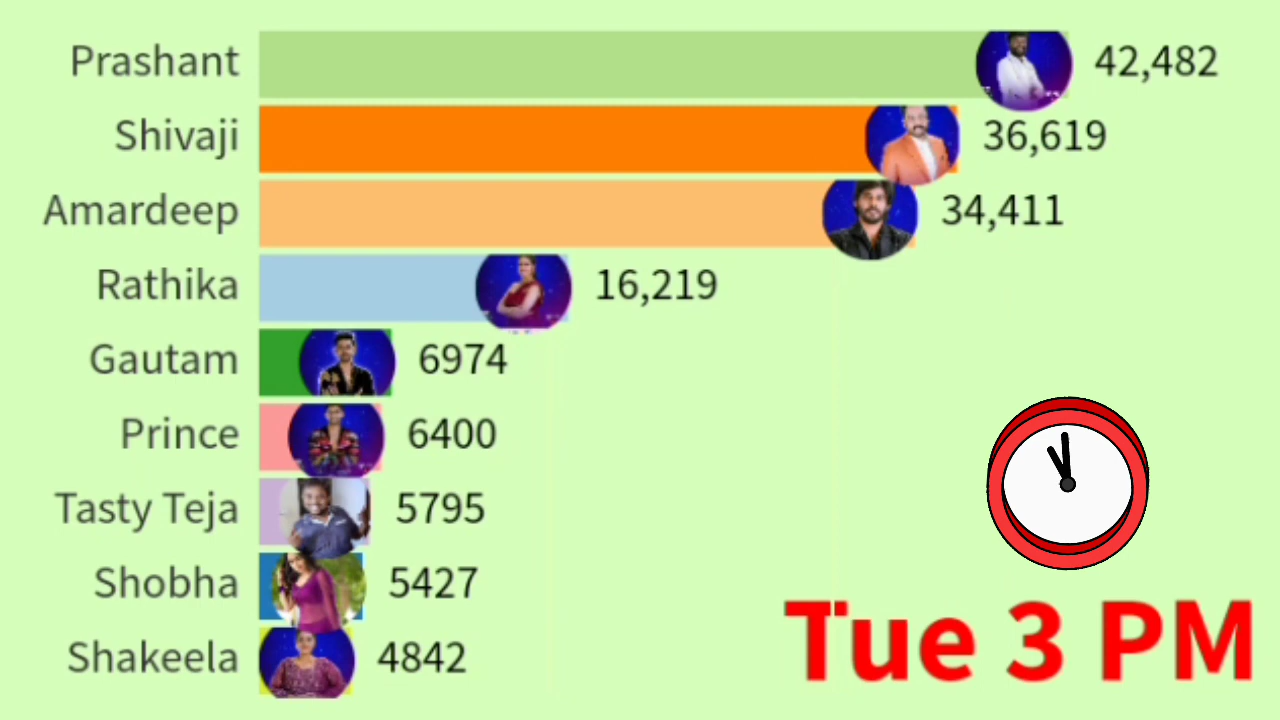 Prashant 42,482
Shivaji 36,619
Amardeep 34,411
Rathika 16,219
Gautam 6974
Prince 6400
Tasty Teja 5795
Shobha 5427
Shakeela 4842
Tue 3 PM